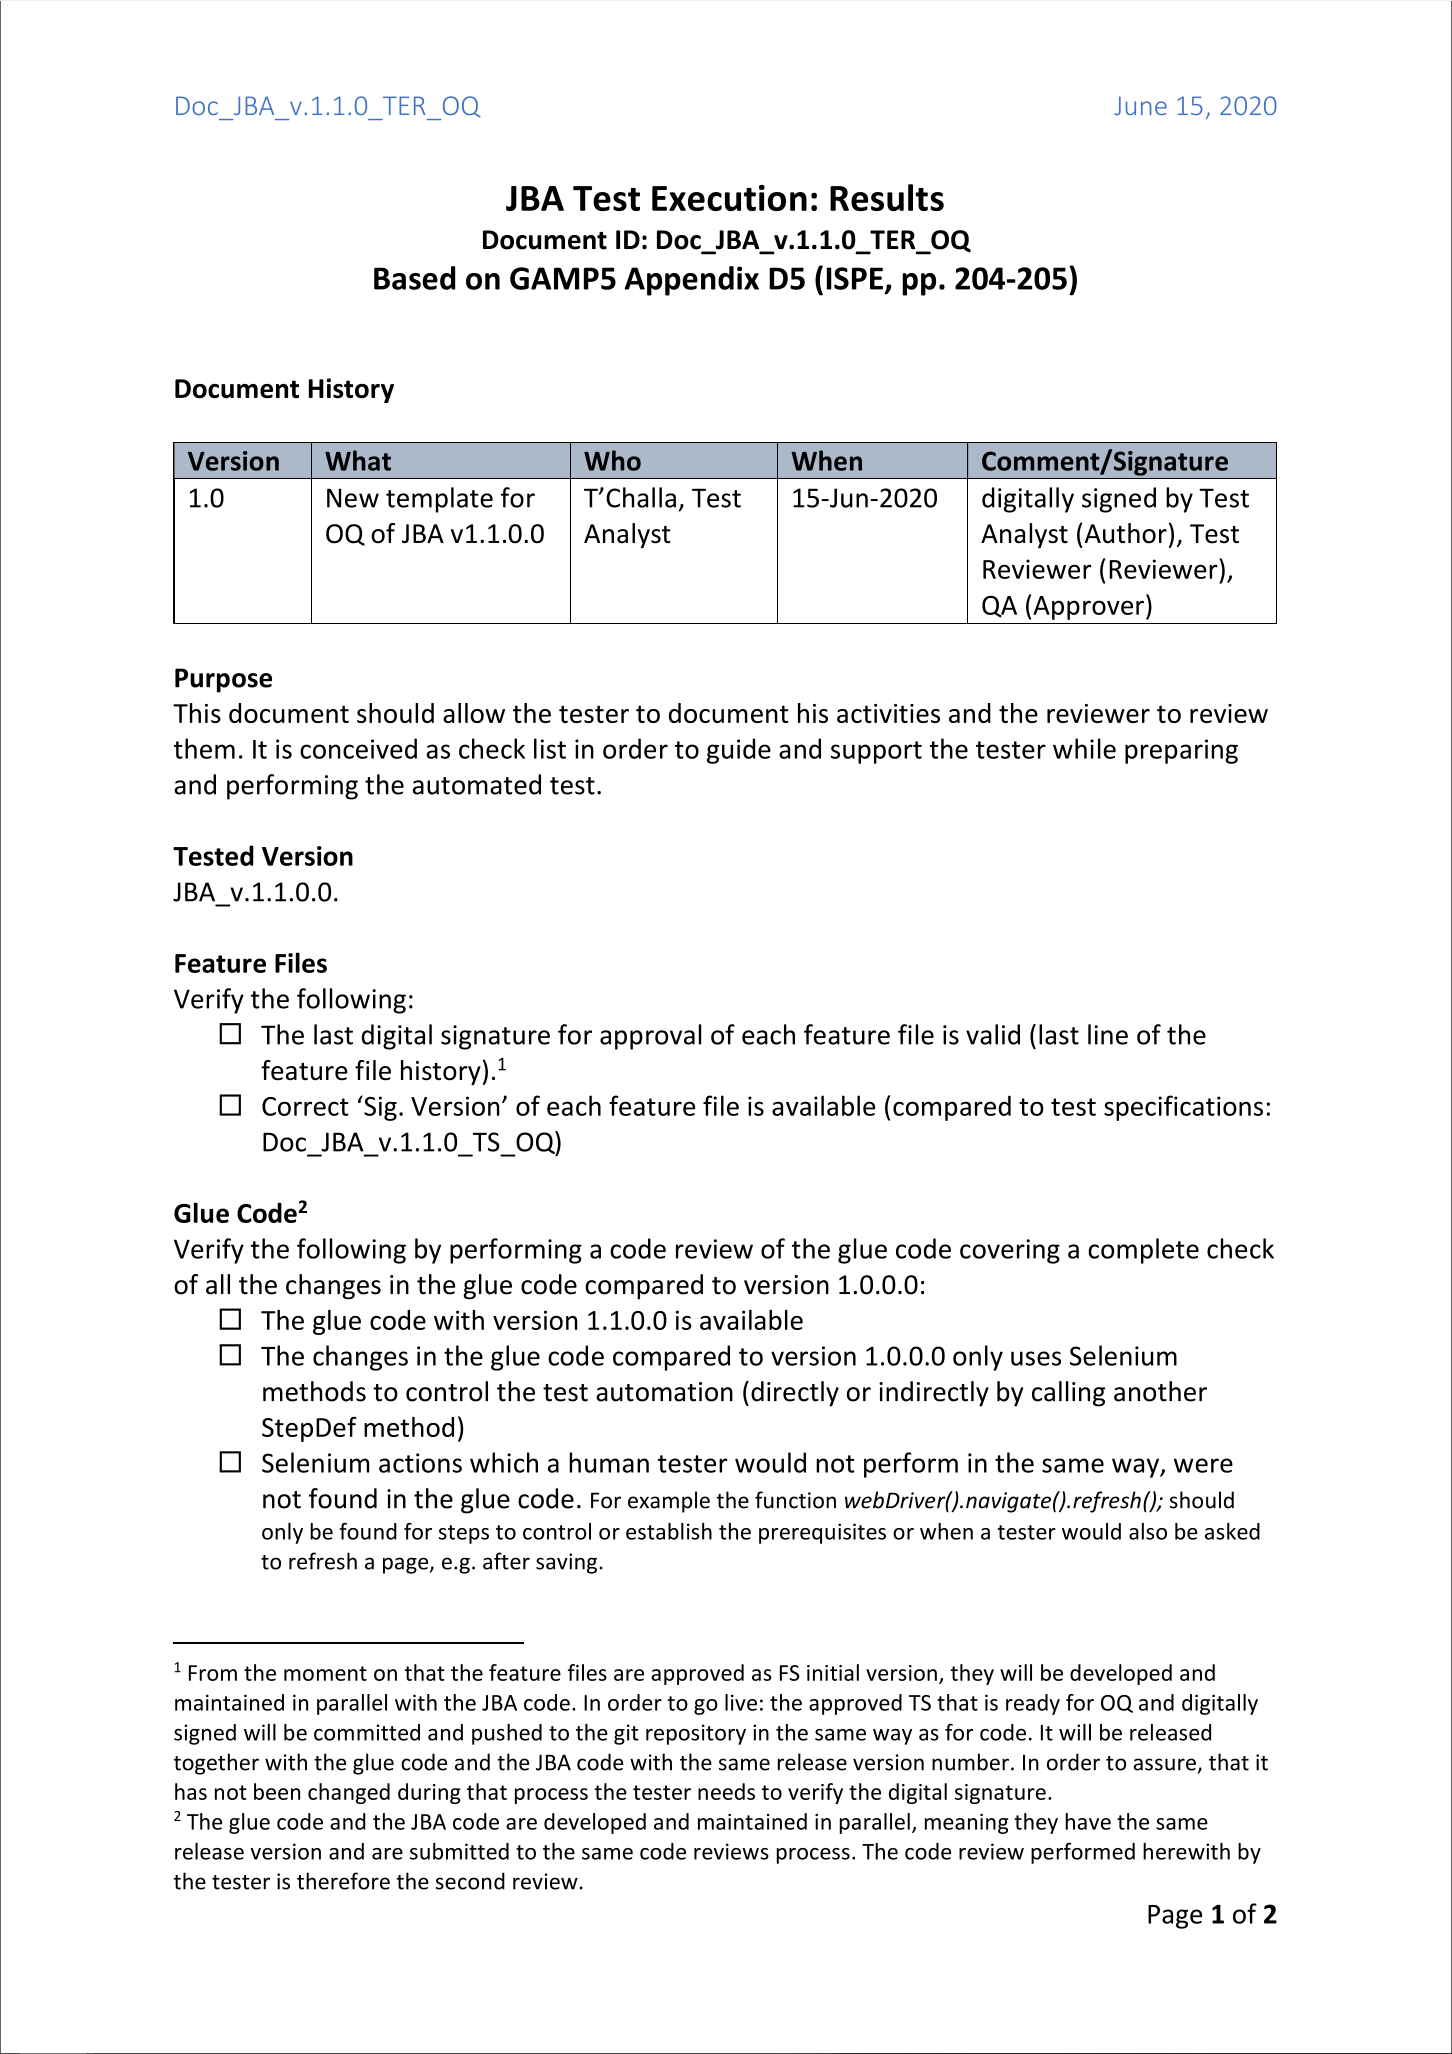 Doc_JBA_v.1.1.0_TER_OQ June 15, 2020
JBA Test Execution: Results
Document ID: Doc_JBA_v.1.1.0_TER_OQ
Based on GAMP5 Appendix D5 (ISPE, pp. 204-205)
Document History
Version What Who When Comment/Signature
1.0 New template for T’Challa, Test 15-Jun-2020 digitally signed by Test
OQ of JBA v1.1.0.0 Analyst Analyst (Author), Test
Reviewer (Reviewer),
QA (Approver)
Purpose
This document should allow the tester to document his activities and the reviewer to review
them. It is conceived as check list in order to guide and support the tester while preparing
and performing the automated test.
Tested Version
JBA_v.1.1.0.0.
Feature Files
Verify the following:
☐ The last digital signature for approval of each feature file is valid (last line of the
feature file history).1
☐ Correct ‘Sig. Version’ of each feature file is available (compared to test specifications:
Doc_JBA_v.1.1.0_TS_OQ)
Glue Code2
Verify the following by performing a code review of the glue code covering a complete check
of all the changes in the glue code compared to version 1.0.0.0:
☐ The glue code with version 1.1.0.0 is available
☐ The changes in the glue code compared to version 1.0.0.0 only uses Selenium
methods to control the test automation (directly or indirectly by calling another
StepDef method)
☐ Selenium actions which a human tester would not perform in the same way, were
not found in the glue code. For example the function webDriver().navigate().refresh(); should
only be found for steps to control or establish the prerequisites or when a tester would also be asked
to refresh a page, e.g. after saving.
1 From the moment on that the feature files are approved as FS initial version, they will be developed and
maintained in parallel with the JBA code. In order to go live: the approved TS that is ready for OQ and digitally
signed will be committed and pushed to the git repository in the same way as for code. It will be released
together with the glue code and the JBA code with the same release version number. In order to assure, that it
has not been changed during that process the tester needs to verify the digital signature.
2 The glue code and the JBA code are developed and maintained in parallel, meaning they have the same
release version and are submitted to the same code reviews process. The code review performed herewith by
the tester is therefore the second review.
Page 1 of 2